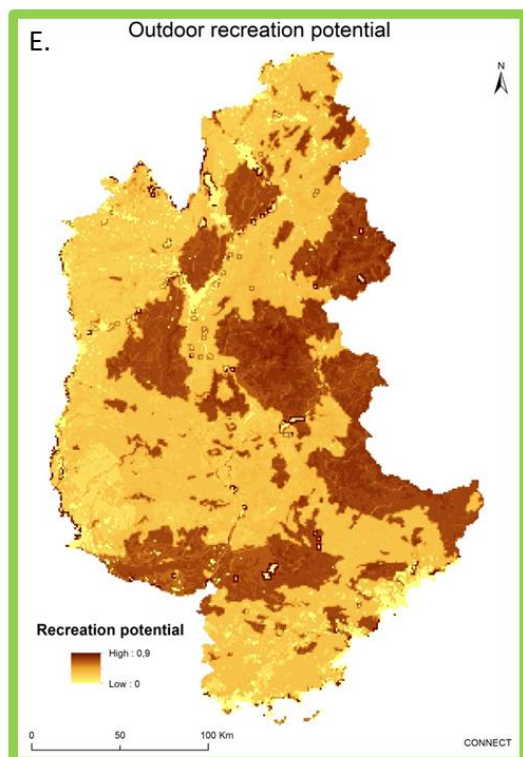 E.
Outdoor recreation potential
N
Recreation potential
High : 0,9
Low : 0
0 50 100 Km
CONNECT